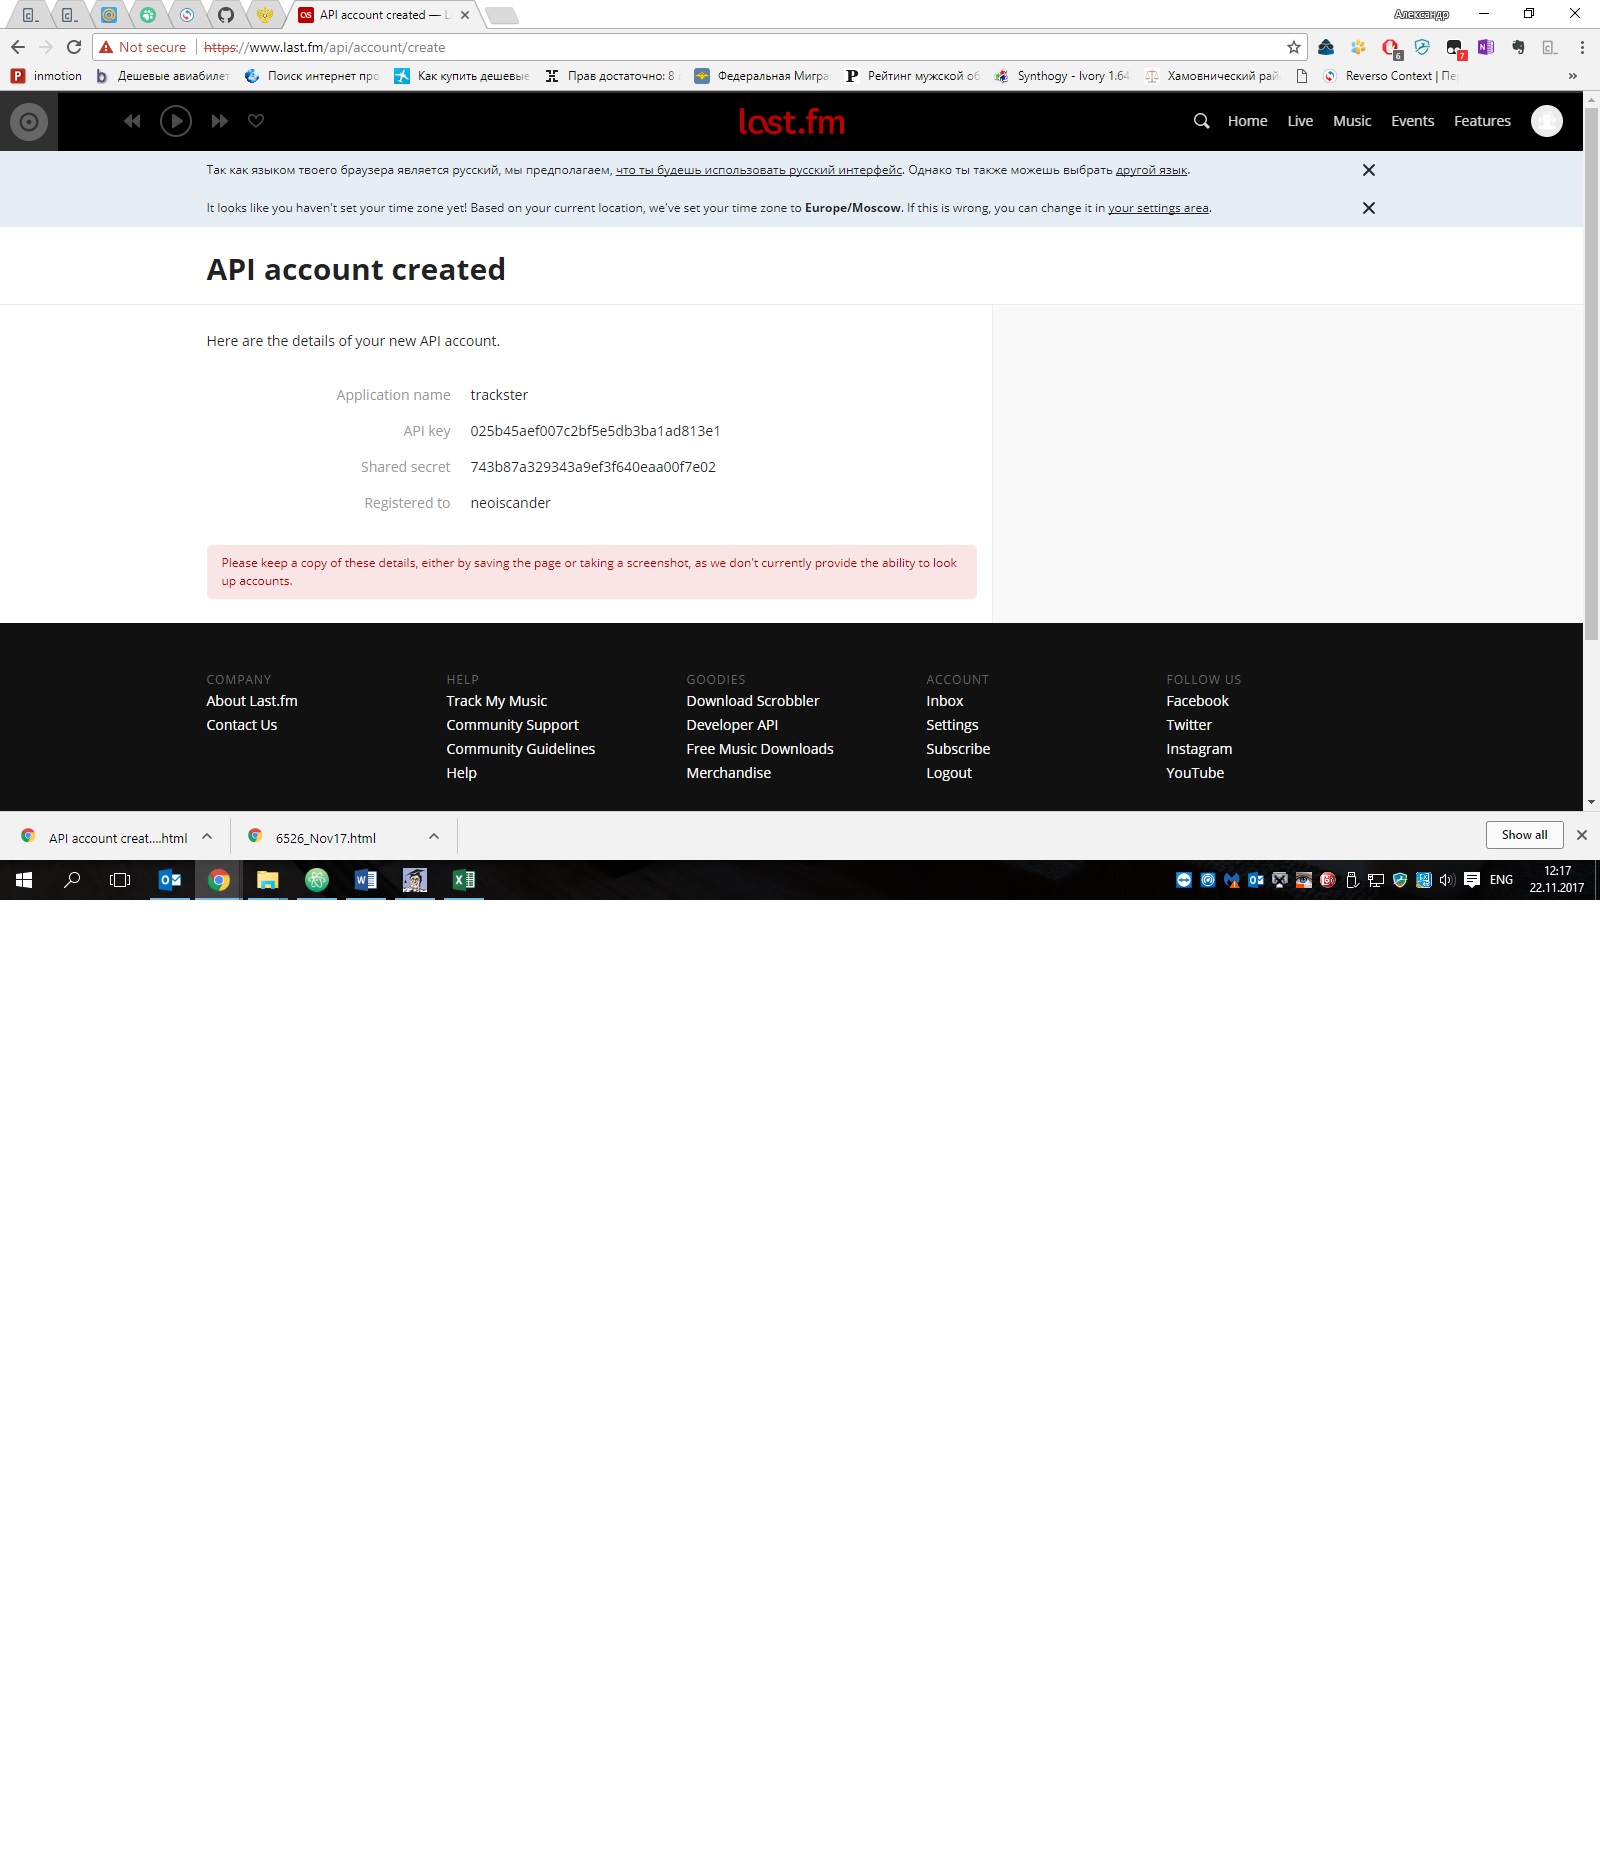 API account created — L
Александр
Not secure
https://www.last.fm/api/account/create
6
7
inmotion
Дешевые авиабилет
Поиск интернет про
Как купить дешевые
Прав достаточно: 8
Федеральная Мигра
Рейтинг мужской об
Synthogy - Ivory 1.64
Хамовнический рай
Reverso Context | Пе
»
last.fm
Home
Live
Music
Events
Features
Так как языком твоего браузера является русский, мы предполагаем, что ты будешь использовать русский интерфейс. Однако ты также можешь выбрать другой язык.
It looks like you haven't set your time zone yet! Based on your current location, we've set your time zone to Europe/Moscow. If this is wrong, you can change it in your settings area.
API account created
Here are the details of your new API account.
Application name trackster
API key 025b45aef007c2bf5e5db3ba1ad813e1
Shared secret 743b87a329343a9ef3f640eaa00f7e02
Registered to neoiscander
Please keep a copy of these details, either by saving the page or taking a screenshot, as we don't currently provide the ability to look
up accounts.
COMPANY
About Last.fm
Contact Us
HELP
Track My Music
Community Support
Community Guidelines
Help
GOODIES
Download Scrobbler
Developer API
Free Music Downloads
Merchandise
ACCOUNT
Inbox
Settings
Subscribe
Logout
FOLLOW US
Facebook
Twitter
Instagram
YouTube
API account creat....html
6526_Nov17.html
Show all
ENG
12:17
22.11.2017